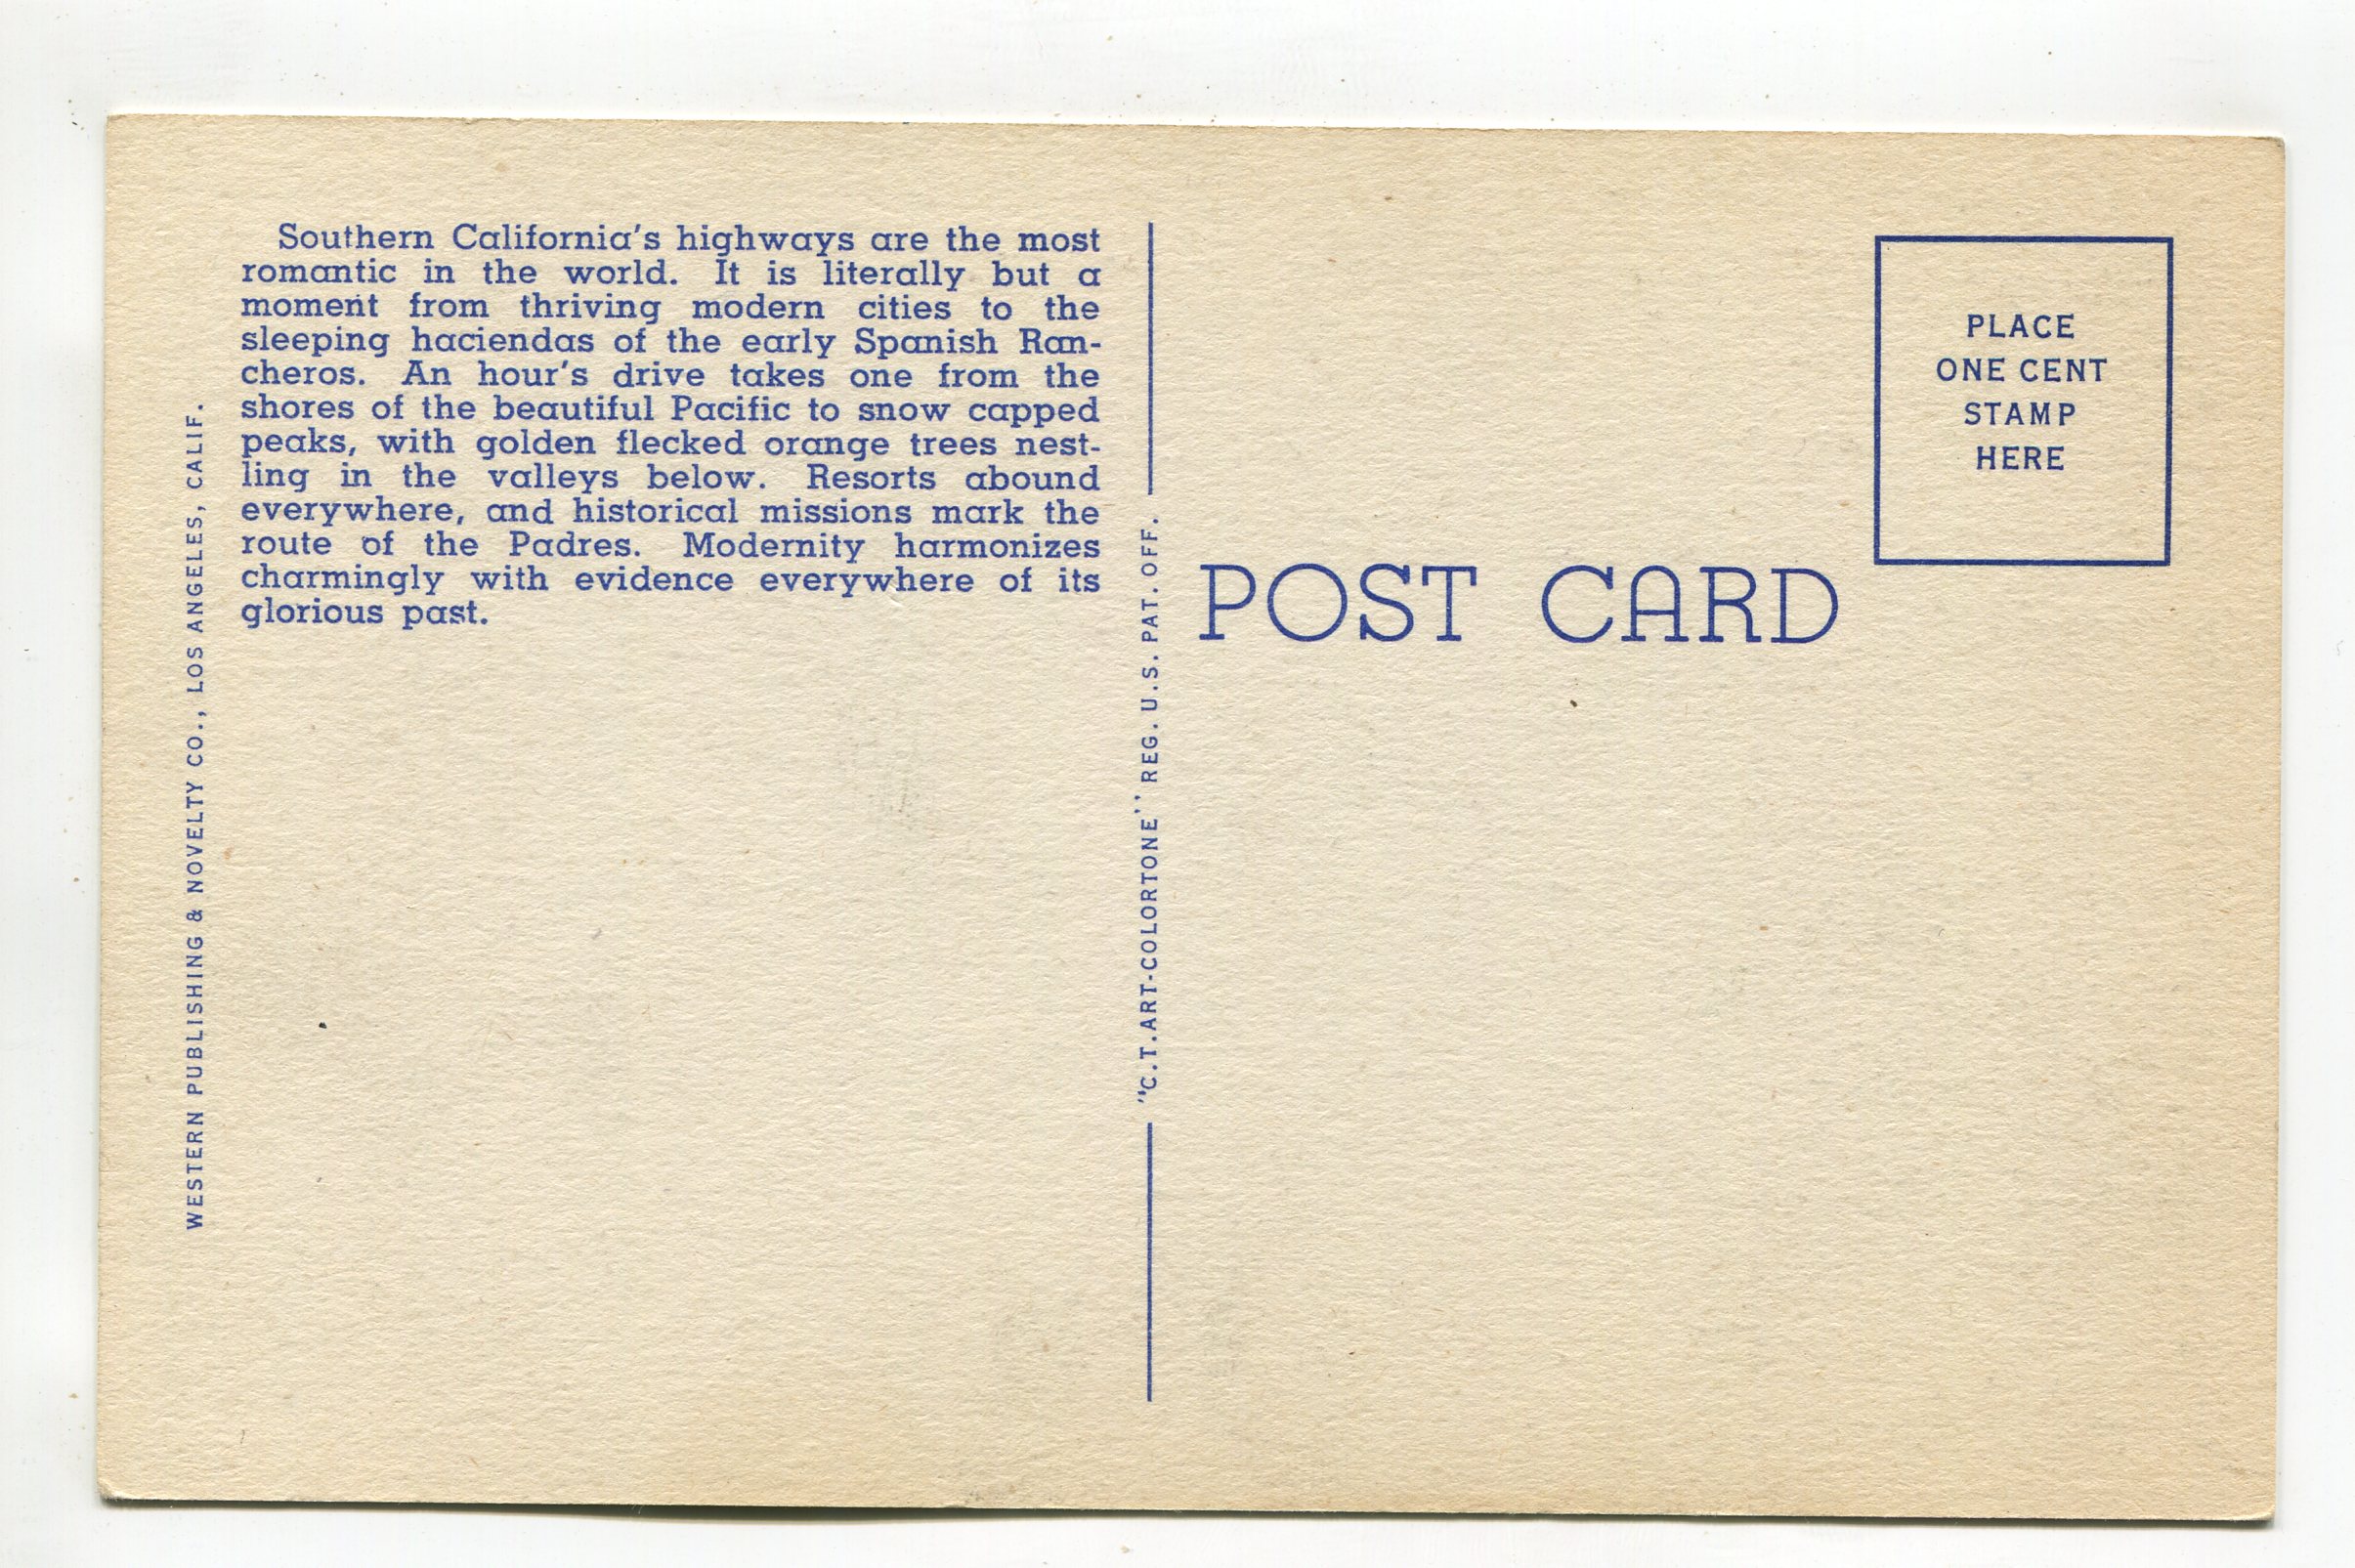 Southern California's highways are the most
romantic in the world. It is literally but a
moment from thriving modern cities to the
sleeping haciendas of the early Spanish Ran-
cheros. An hour's drive takes one from the
shores of the beautiful Pacific to snow capped
peaks, with golden flecked orange trees nest-
ling in the valleys below. Resorts abound
everywhere, and historical missions mark the
route of the Padres. Modernity harmonizes
charmingly with evidence everywhere of its
glorious past.
WESTERN PUBLISHING & NOVELTY CO., LOS ANGELES, CALIF.
"C.T.ART-COLORTONE" REG. U.S. PAT. OFF.
POST CARD
PLACE
ONE CENT
STAMP
HERE